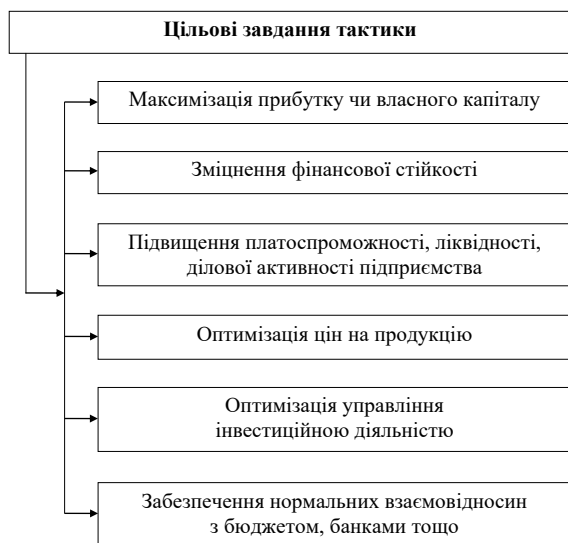 Цільові завдання тактики
Максимізація прибутку чи власного капіталу
Зміцнення фінансової стійкості
Підвищення платоспроможності, ліквідності,
ділової активності підприємства
Оптимізація цін на продукцію
Оптимізація управління
інвестиційною діяльністю
Забезпечення нормальних взаємовідносин
з бюджетом, банками тощо